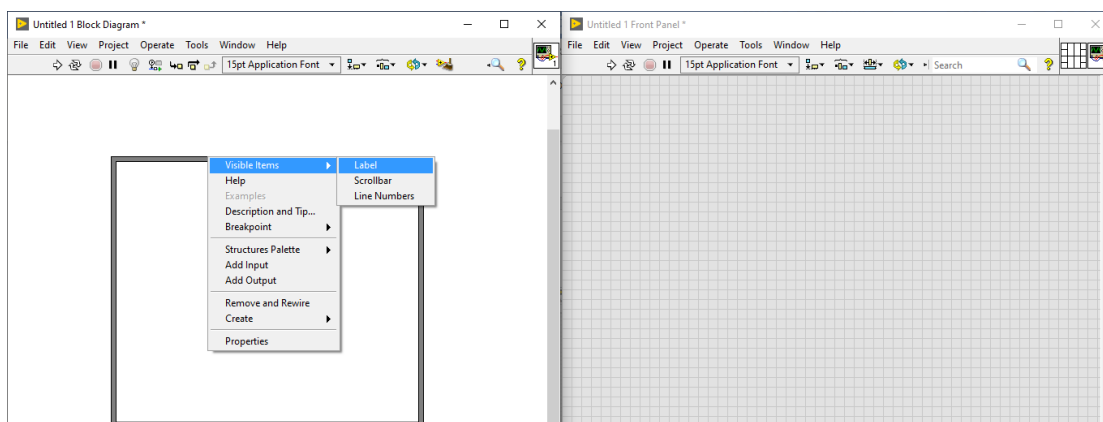 Untitled 1 Block Diagram *
File Edit View Project Operate Tools Window Help
15pt Application Font
1
Visible Items
Help
Examples
Description and Tip...
Breakpoint
Structures Palette
Add Input
Add Output
Remove and Rewire
Create
Properties
Label
Scrollbar
Line Numbers
Untitled 1 Front Panel *
File Edit View Project Operate Tools Window Help
15pt Application Font
Search